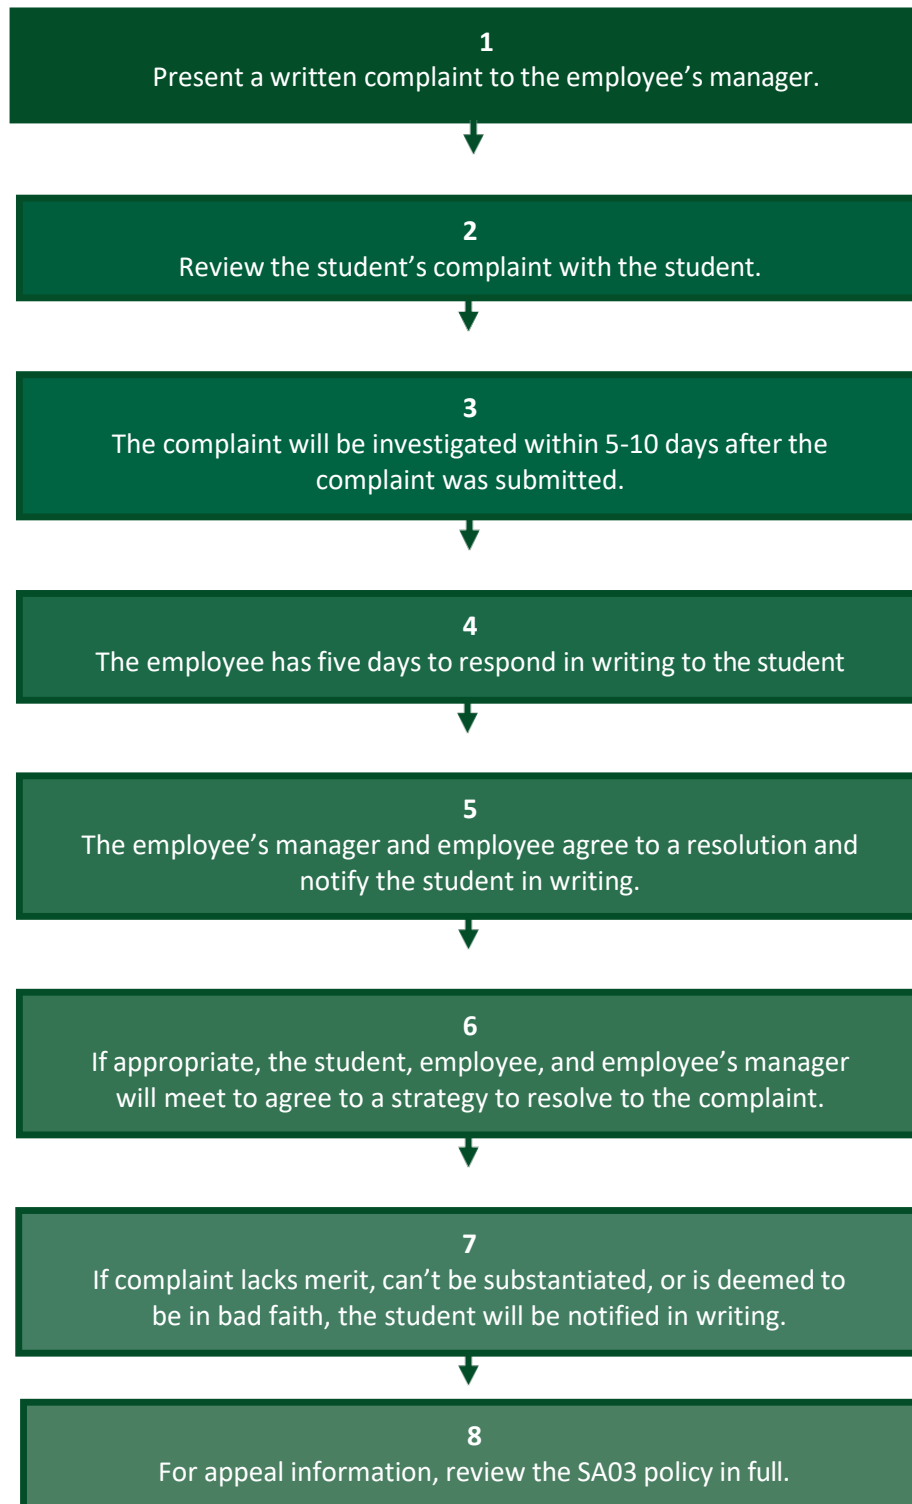 1
Present a written complaint to the employee’s manager.
2
Review the student’s complaint with the student.
3
The complaint will be investigated within 5-10 days after the
complaint was submitted.
4
The employee has five days to respond in writing to the student
5
The employee’s manager and employee agree to a resolution and
notify the student in writing.
6
If appropriate, the student, employee, and employee’s manager
will meet to agree to a strategy to resolve to the complaint.
7
If complaint lacks merit, can’t be substantiated, or is deemed to
be in bad faith, the student will be notified in writing.
8
For appeal information, review the SA03 policy in full.